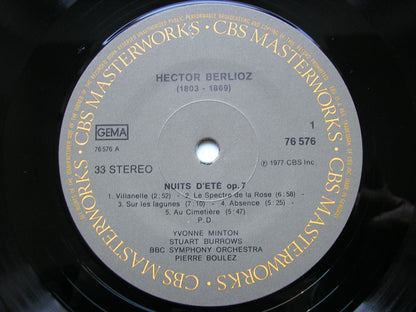 CBS MASTERWORKS · CBS MASTERWORKS · CBS MASTERWORKS · CBS MASTERWORKS ·
HECTOR BERLIOZ
(1803 - 1869)
GEMA
76 576 A
1
76 576
33 STEREO
℗ 1977 CBS Inc
NUITS D'ETÉ op. 7
1. Villanelle (2:52) - 2. Le Spectre de la Rose (6:58) -
3. Sur les lagunes (7:10) - 4. Absence (5:25) -
5. Au Cimetière (5:47)
P.D.
YVONNE MINTON
STUART BURROWS
BBC SYMPHONY ORCHESTRA
PIERRE BOULEZ